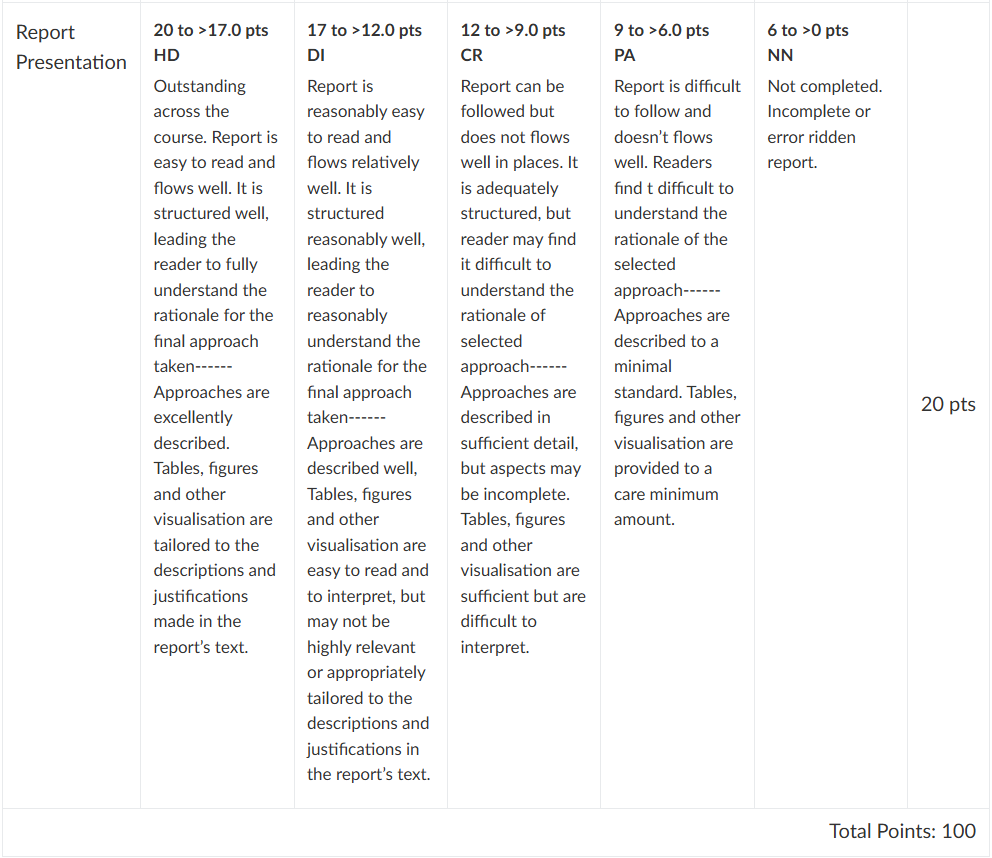 Report
Presentation
20 to >17.0 pts
HD
Outstanding
across the
course. Report is
easy to read and
flows well. It is
structured well,
leading the
reader to fully
understand the
rationale for the
final approach
taken------
Approaches are
excellently
described.
Tables, figures
and other
visualisation are
tailored to the
descriptions and
justifications
made in the
report's text.
17 to >12.0 pts
DI
Report is
reasonably easy
to read and
flows relatively
well. It is
structured
reasonably well,
leading the
reader to
reasonably
understand the
rationale for the
final approach
taken------
Approaches are
described well,
Tables, figures
and other
visualisation are
easy to read and
to interpret, but
may not be
highly relevant
or appropriately
tailored to the
descriptions and
justifications in
the report's text.
12 to >9.0 pts
CR
Report can be
followed but
does not flows
well in places. It
is adequately
structured, but
reader may find
it difficult to
understand the
rationale of
selected
approach------
Approaches are
described in
sufficient detail,
but aspects may
be incomplete.
Tables, figures
and other
visualisation are
sufficient but are
difficult to
interpret.
9 to >6.0 pts
PA
Report is difficult
to follow and
doesn't flows
well. Readers
find t difficult to
understand the
rationale of the
selected
approach------
Approaches are
described to a
minimal
standard. Tables,
figures and other
visualisation are
provided to a
care minimum
amount.
6 to >0 pts
NN
Not completed.
Incomplete or
error ridden
report.
20 pts
Total Points: 100